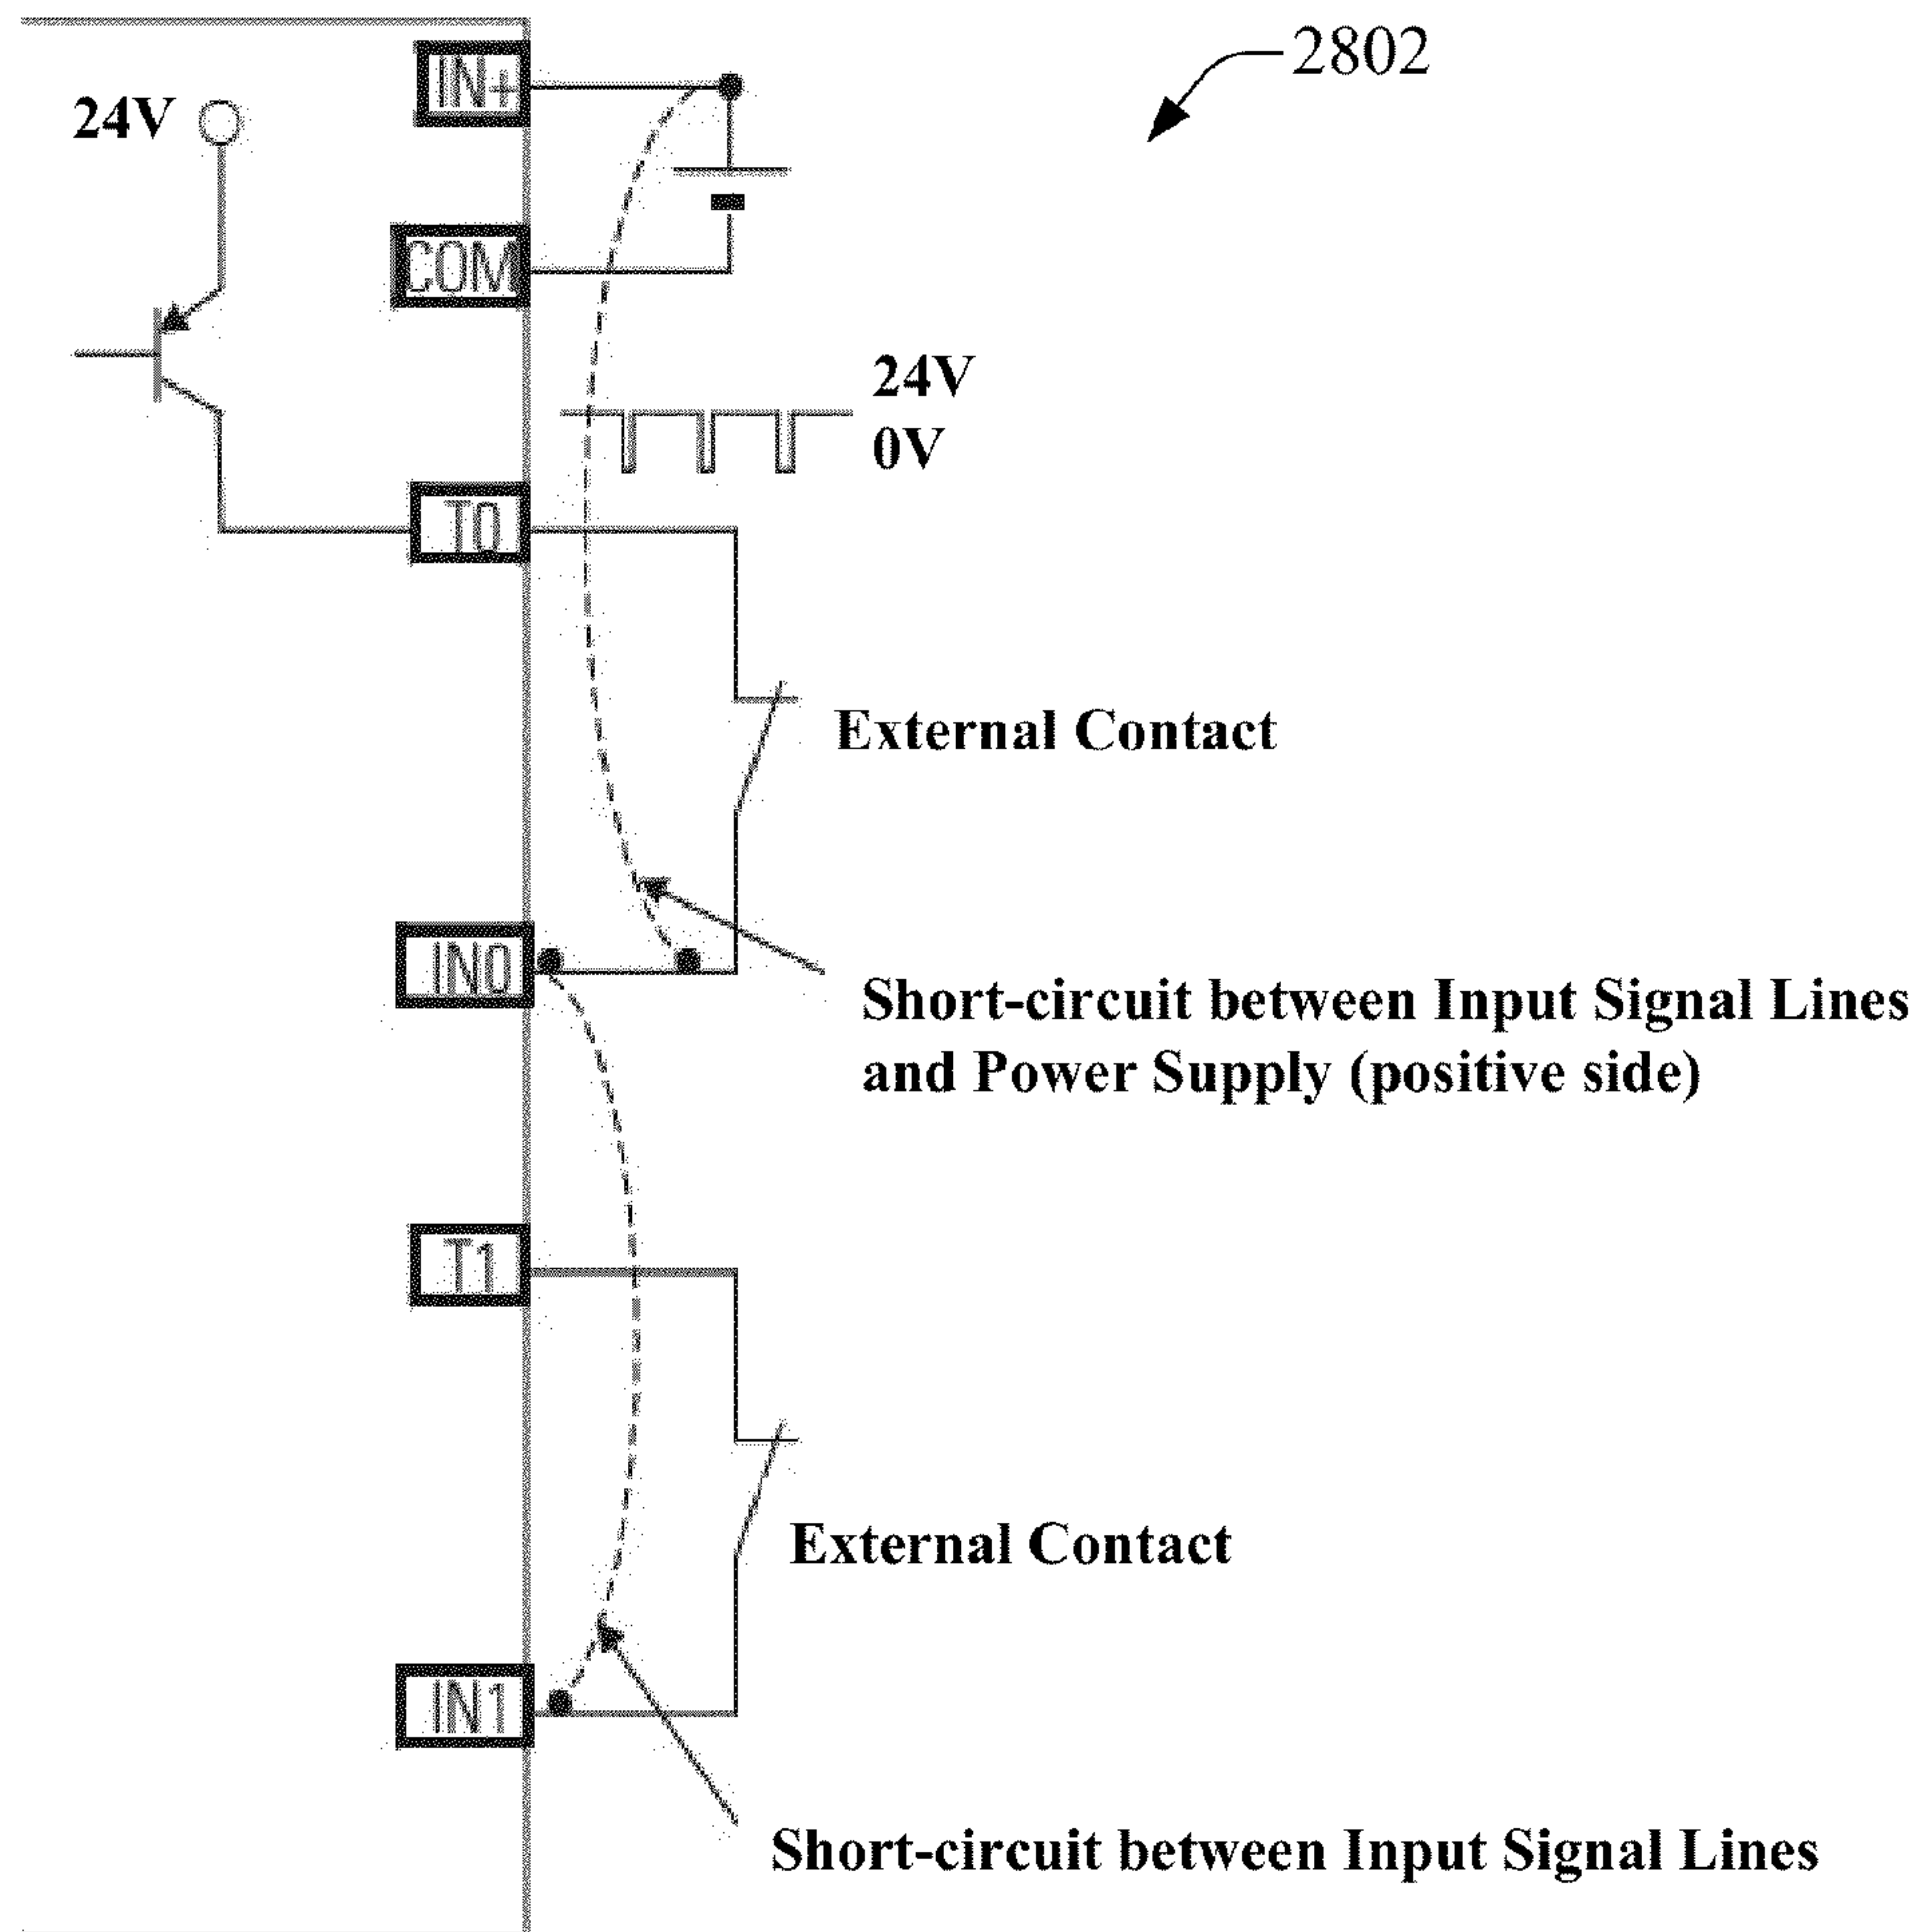 2802
IN+
24V
COM
24V
0V
T0
External Contact
IN0
Short-circuit between Input Signal Lines
and Power Supply (positive side)
T1
External Contact
IN1
Short-circuit between Input Signal Lines